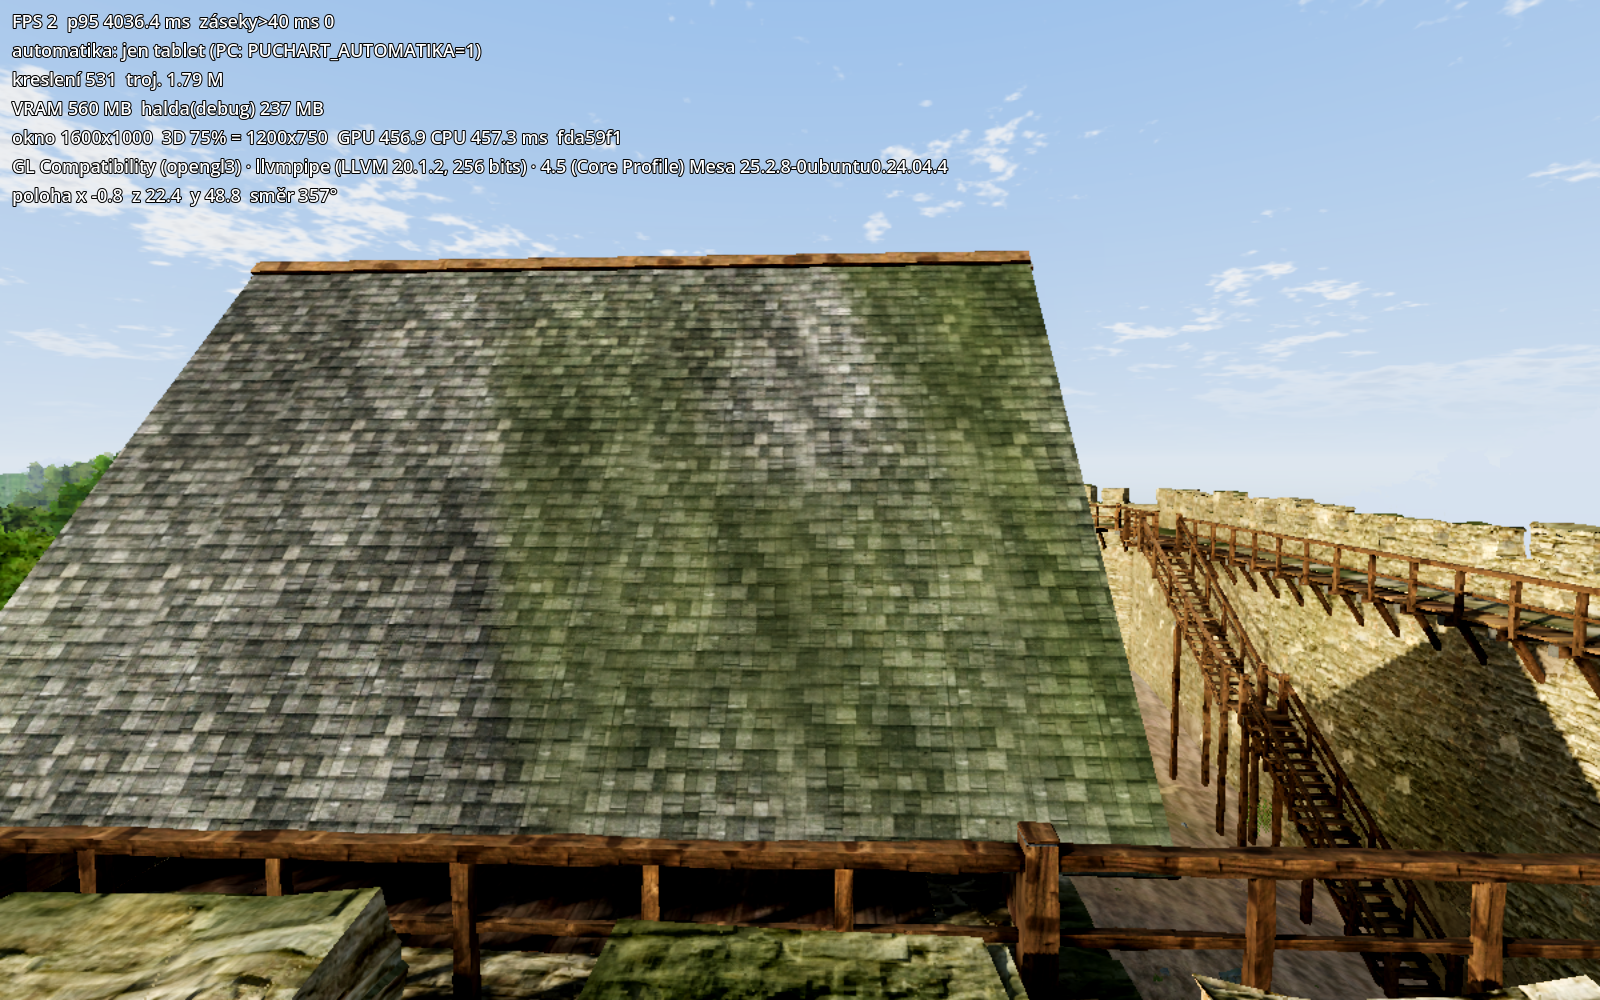 FPS 2  p95 4036.4 ms  záseky>40 ms 0
automatika: jen tablet (PC: PUCHART_AUTOMATIKA=1)
kreslení 531  troj. 1.79 M
VRAM 560 MB  halda(debug) 237 MB
okno 1600x1000  3D 75% = 1200x750  GPU 456.9 CPU 457.3 ms  fda59f1
GL Compatibility (opengl3) · llvmpipe (LLVM 20.1.2, 256 bits) · 4.5 (Core Profile) Mesa 25.2.8-0ubuntu0.24.04.4
poloha x -0.8  z 22.4  y 48.8  směr 357°